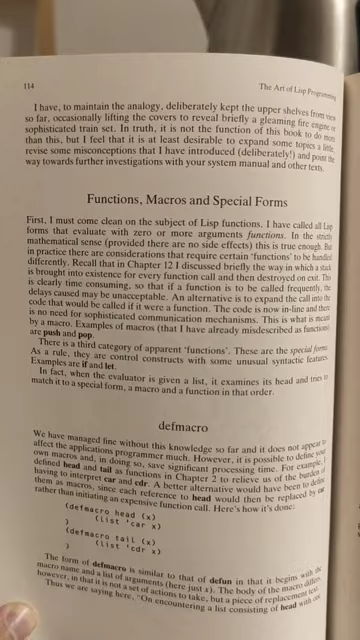 114
The Art of Lisp Programming
I have, to maintain the analogy, deliberately kept the upper shelves from view
so far, occasionally lifting the covers to reveal briefly a gleaming fire engine or
sophisticated train set. In truth, it is not the function of this book to do more
than this, but I feel that it is at least desirable to expand some topics a little,
revise some misconceptions that I have introduced (deliberately!) and point the
way towards further investigations with your system manual and other texts.
Functions, Macros and Special Forms
First, I must come clean on the subject of Lisp functions. I have called all Lisp
forms that evaluate with zero or more arguments functions. In the strictly
mathematical sense (provided there are no side effects) this is true enough. But
in practice there are considerations that require certain 'functions' to be handled
differently. Recall that in Chapter 12 I discussed briefly the way in which a stack
is brought into existence for every function call and then destroyed on exit. This
is clearly time consuming, so that if a function is to be called frequently, the
delays caused may be unacceptable. An alternative is to expand the call into the
code that would be called if it were a function. The code is now in-line and there
is no need for sophisticated communication mechanisms. This is what is meant
by a macro. Examples of macros (that I have already misdescribed as functions)
are push and pop.
There is a third category of apparent 'functions'. These are the special forms.
As a rule, they are control constructs with some unusual syntactic features.
Examples are if and let.
In fact, when the evaluator is given a list, it examines its head and tries to
match it to a special form, a macro and a function in that order.
defmacro
We have managed fine without this knowledge so far and it does not appear to
affect the applications programmer much. However, it is possible to define your
own macros and, in doing so, save significant processing time. For example, I
defined head and tail as functions in Chapter 2 to relieve us of the burden of
having to interpret car and cdr. A better alternative would have been to define
them as macros, since each reference to head would then be replaced by car
rather than initiating an expensive function call. Here's how it's done:
(defmacro head (x)
(list 'car x)
)
(defmacro tail (x)
(list 'cdr x)
)
The form of defmacro is similar to that of defun in that it begins with the
macro name and a list of arguments (here just x). The body of the macro differs,
however, in that it is not a set of actions to take, but a piece of replacement text.
Thus we are saying here, "On encountering a list consisting of head with one